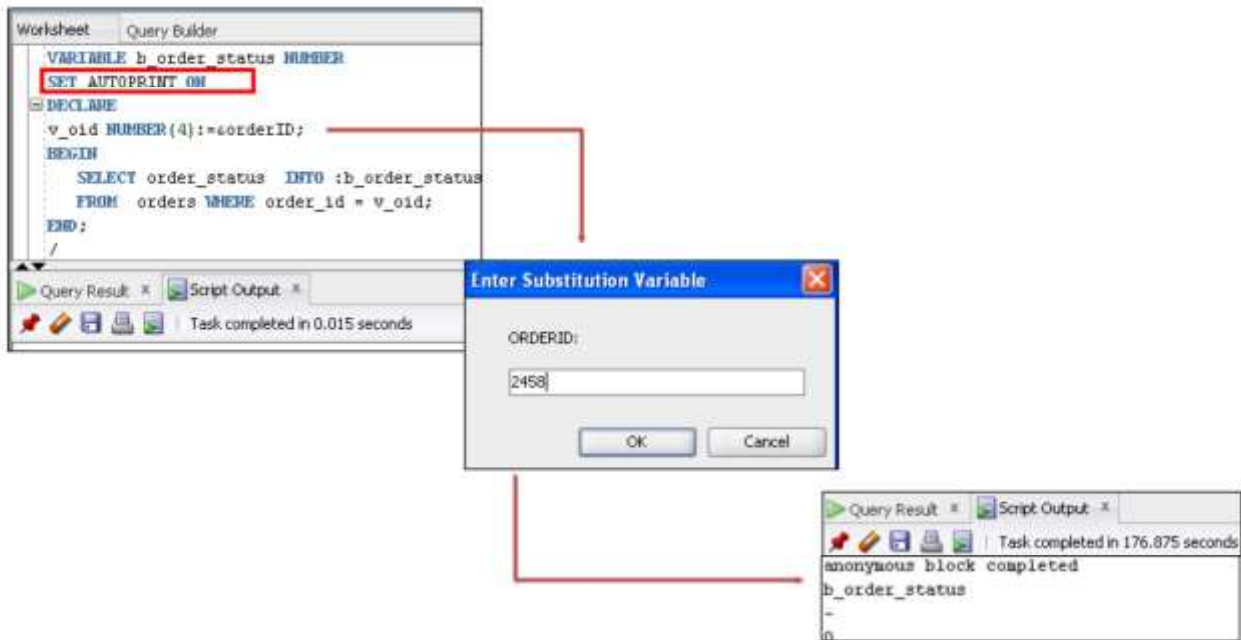 Worksheet Query Builder
VARIABLE b_order_status NUMBER
SET AUTOPRINT ON
DECLARE
v_oid NUMBER(4):=&orderID;
BEGIN
SELECT order_status INTO :b_order_status
FROM orders WHERE order_id = v_oid;
END;
/
Query Result × Script Output ×
Task completed in 0.015 seconds
Enter Substitution Variable
ORDERID:
2458
OK Cancel
Query Result × Script Output ×
Task completed in 176.875 seconds
anonymous block completed
b_order_status
-
0